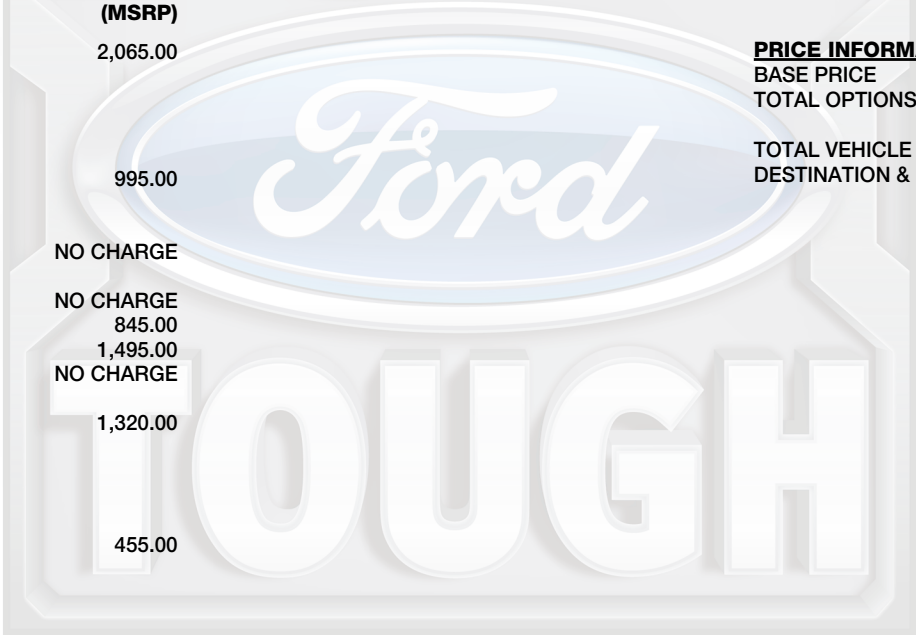 (MSRP)
2,065.00
995.00
NO CHARGE
NO CHARGE
845.00
1,495.00
NO CHARGE
1,320.00
455.00
PRICE INFORM
BASE PRICE
TOTAL OPTIONS
TOTAL VEHICLE
DESTINATION &
Ford
TOUGH